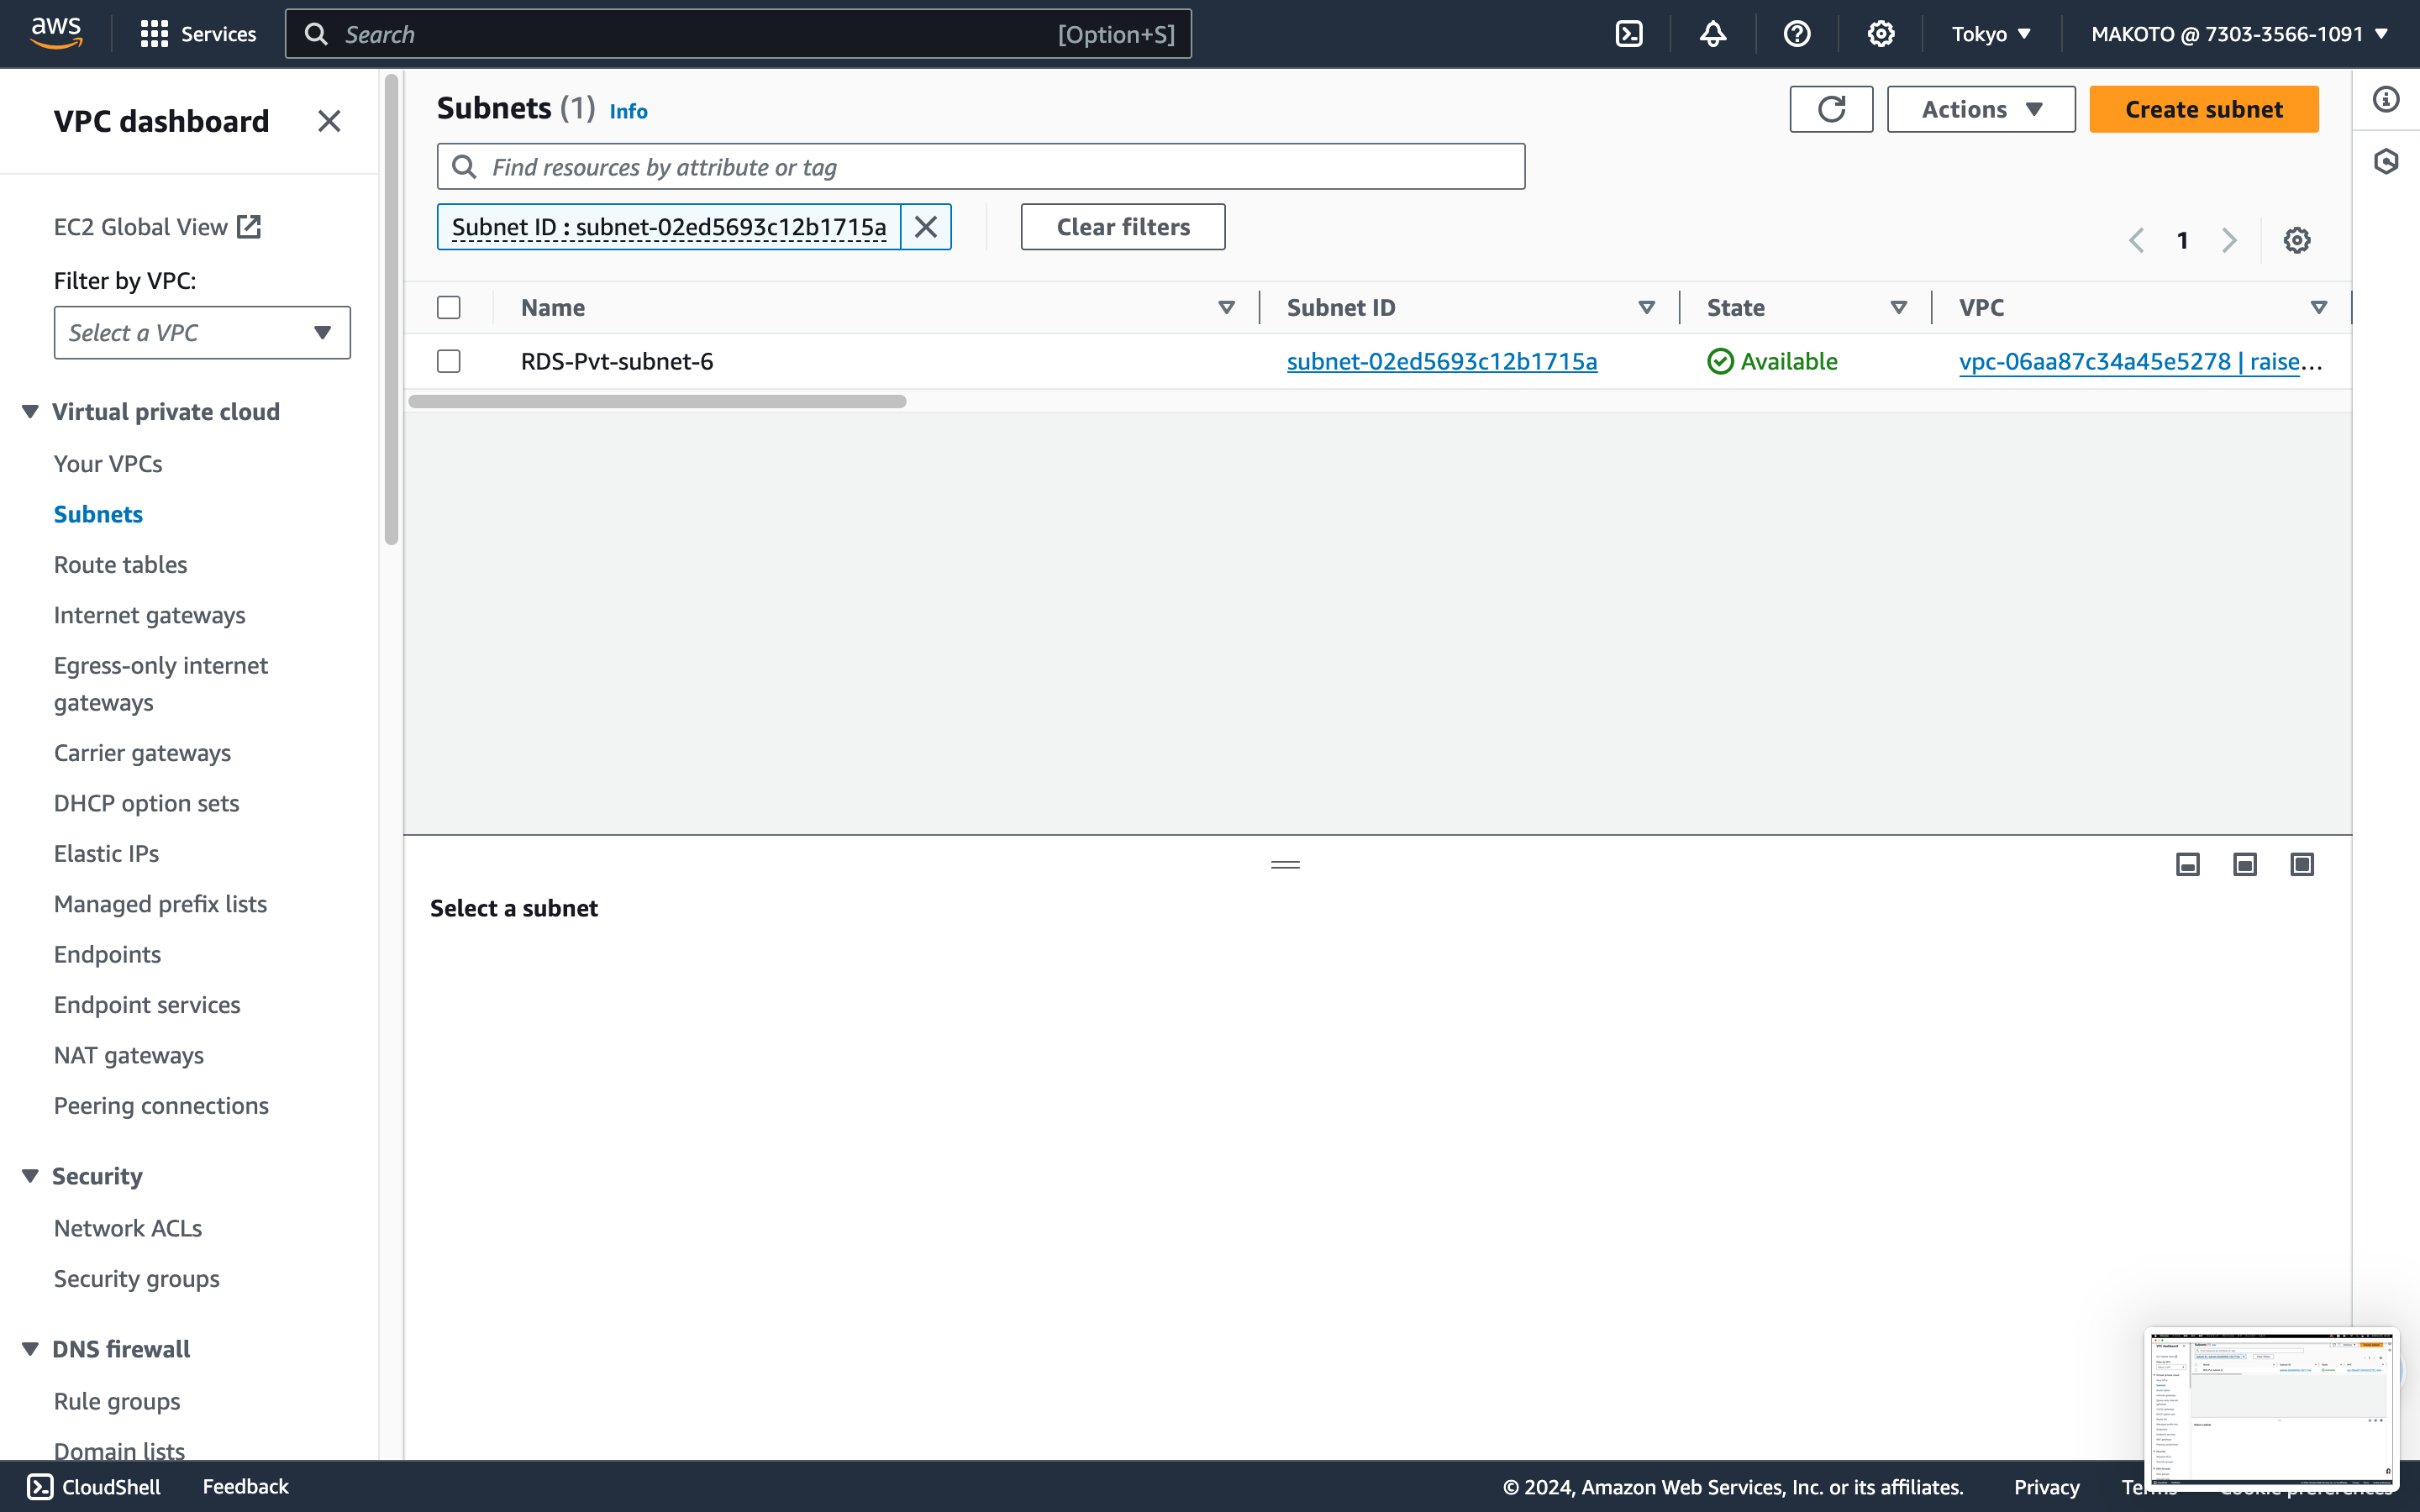 aws
Services
Search
[Option+S]
Tokyo
MAKOTO @ 7303-3566-1091
VPC dashboard
EC2 Global View
Filter by VPC:
Select a VPC
Virtual private cloud
Your VPCs
Subnets
Route tables
Internet gateways
Egress-only internet
gateways
Carrier gateways
DHCP option sets
Elastic IPs
Managed prefix lists
Endpoints
Endpoint services
NAT gateways
Peering connections
Security
Network ACLs
Security groups
DNS firewall
Rule groups
Domain lists
Subnets (1) Info
Actions
Create subnet
Find resources by attribute or tag
Subnet ID : subnet-02ed5693c12b1715a
Clear filters
1
Name
Subnet ID
State
VPC
RDS-Pvt-subnet-6
subnet-02ed5693c12b1715a
Available
vpc-06aa87c34a45e5278 | raise...
Select a subnet
CloudShell
Feedback
© 2024, Amazon Web Services, Inc. or its affiliates.
Privacy
Terms
Cookie preferences